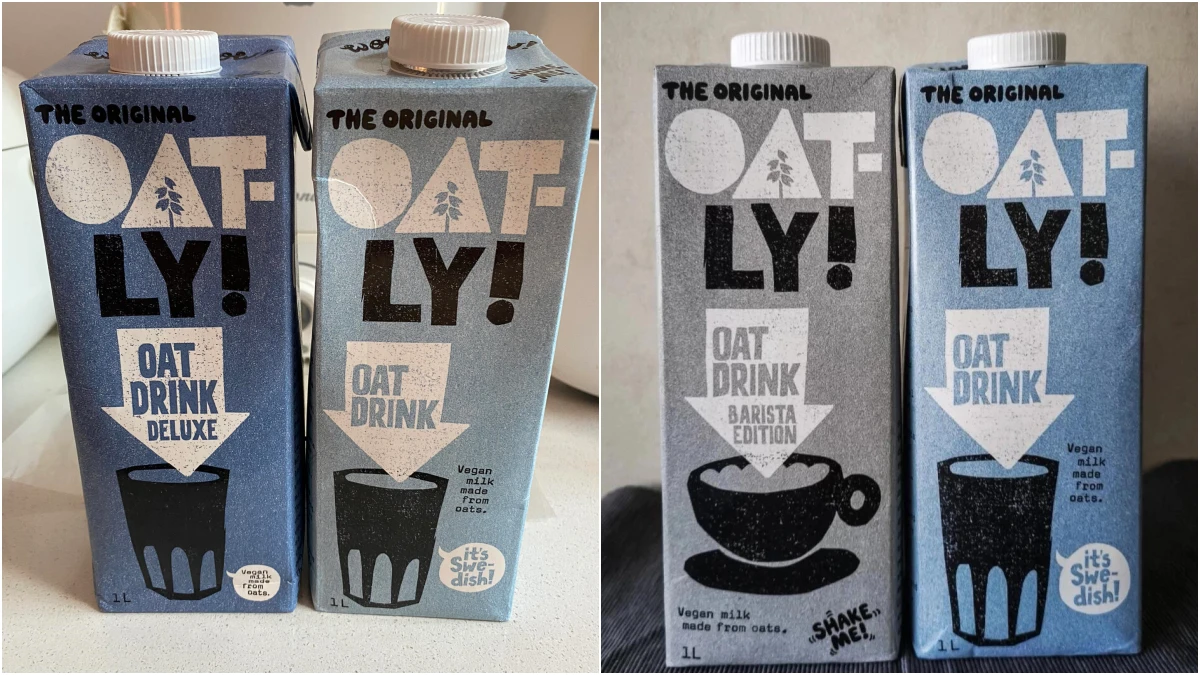 THE ORIGINAL
OAT-
LY!
OAT
DRINK
DELUXE
Vegan
milk
made
from
oats.
1L
THE ORIGINAL
OAT-
LY!
OAT
DRINK
Vegan
milk
made
from
oats.
it's
Swe-
dish!
1L
THE ORIGINAL
OAT-
LY!
OAT
DRINK
BARISTA
EDITION
Vegan milk
made from oats.
SHAKE
ME!
1L
THE ORIGINAL
OAT-
LY!
OAT
DRINK
Vegan
milk
made
from
oats.
it's
Swe-
dish!
1L